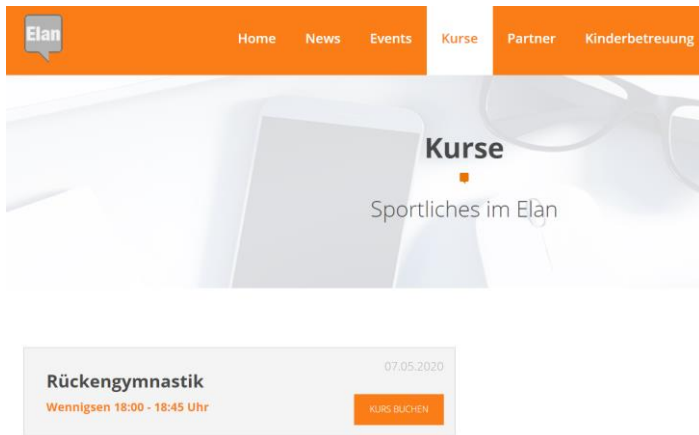 Elan
Home News Events Kurse Partner Kinderbetreuung
Kurse
Sportliches im Elan
07.05.2020
Rückengymnastik
Wennigsen 18:00 - 18:45 Uhr
KURS BUCHEN